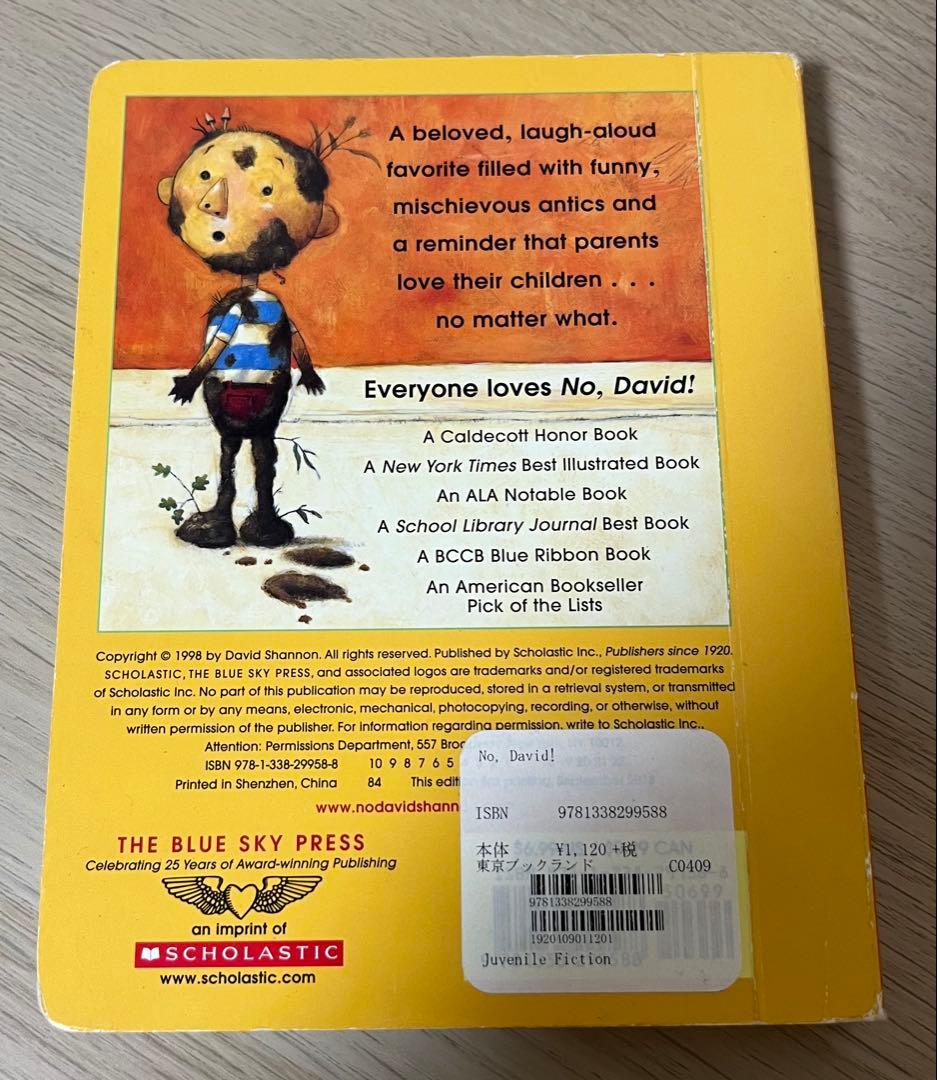 A beloved, laugh-aloud
favorite filled with funny,
mischievous antics and
a reminder that parents
love their children . . .
no matter what.
Everyone loves No, David!
A Caldecott Honor Book
A New York Times Best Illustrated Book
An ALA Notable Book
A School Library Journal Best Book
A BCCB Blue Ribbon Book
An American Bookseller
Pick of the Lists
Copyright © 1998 by David Shannon. All rights reserved. Published by Scholastic Inc., Publishers since 1920.
SCHOLASTIC, THE BLUE SKY PRESS, and associated logos are trademarks and/or registered trademarks
of Scholastic Inc. No part of this publication may be reproduced, stored in a retrieval system, or transmitted
in any form or by any means, electronic, mechanical, photocopying, recording, or otherwise, without
written permission of the publisher. For information regarding permission, write to Scholastic Inc.,
Attention: Permissions Department, 557
ISBN 978-1-338-29958-8 10 9 8 7 6 5
Printed in Shenzhen, China 84 This
www.nodavidshann
THE BLUE SKY PRESS
Celebrating 25 Years of Award-winning Publishing
an imprint of
SCHOLASTIC
www.scholastic.com
No, David!
ISBN 9781338299588
本体 ¥1,120 +税
東京ブックランド C0409
9781338299588
1920409011201
Juvenile Fiction